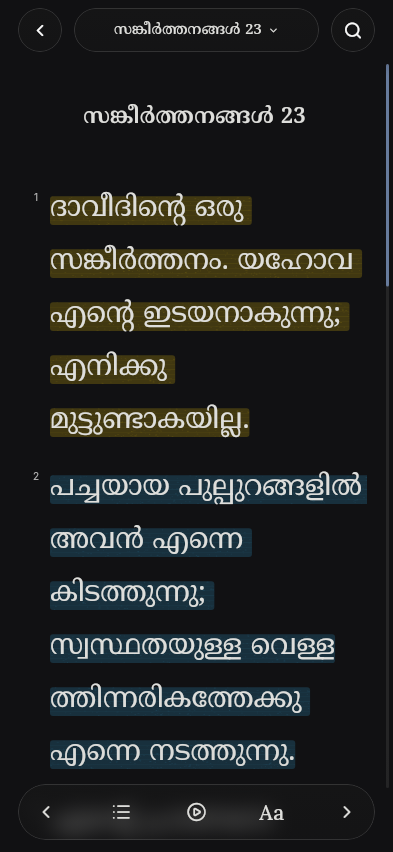 സങ്കീർത്തനങ്ങൾ 23
സങ്കീർത്തനങ്ങൾ 23
1 ദാവീദിന്റെ ഒരു
സങ്കീർത്തനം. യഹോവ
എന്റെ ഇടയനാകുന്നു;
എനിക്കു
മുട്ടുണ്ടാകയില്ല.
2 പച്ചയായ പുല്പുറങ്ങളിൽ
അവൻ എന്നെ
കിടത്തുന്നു;
സ്വസ്ഥതയുള്ള വെള്ള
ത്തിന്നരികത്തേക്കു
എന്നെ നടത്തുന്നു.
Aa